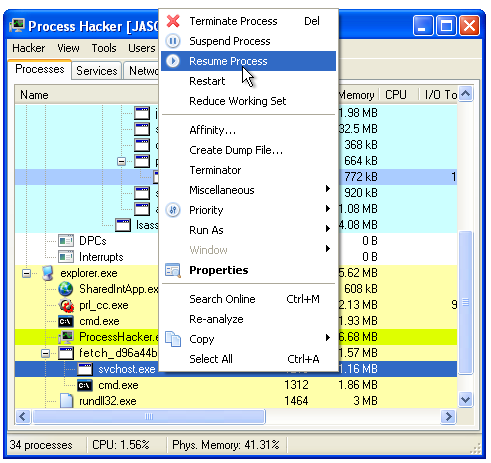 Process Hacker [JASO
Hacker View Tools Users
Processes Services Netwo
Name Memory CPU I/O To
1.98 MB
32.5 MB
368 kB
664 kB
772 kB 1
920 kB
4.08 MB
lsass 1.08 MB
DPCs 0 B
Interrupts 0 B
explorer.exe 5.62 MB
SharedIntApp.ex 608 kB
prl_cc.exe 2.13 MB 9
cmd.exe 1.93 MB
ProcessHacker.e 6.68 MB
fetch_d96a44b 1.57 MB
svchost.exe 1.16 MB
cmd.exe 1312 1.86 MB
rundll32.exe 1464 3 MB
Terminate Process Del
Suspend Process
Resume Process
Restart
Reduce Working Set
Affinity...
Create Dump File...
Terminator
Miscellaneous
Priority
Run As
Window
Properties
Search Online Ctrl+M
Re-analyze
Copy
Select All Ctrl+A
34 processes CPU: 1.56% Phys. Memory: 41.31%